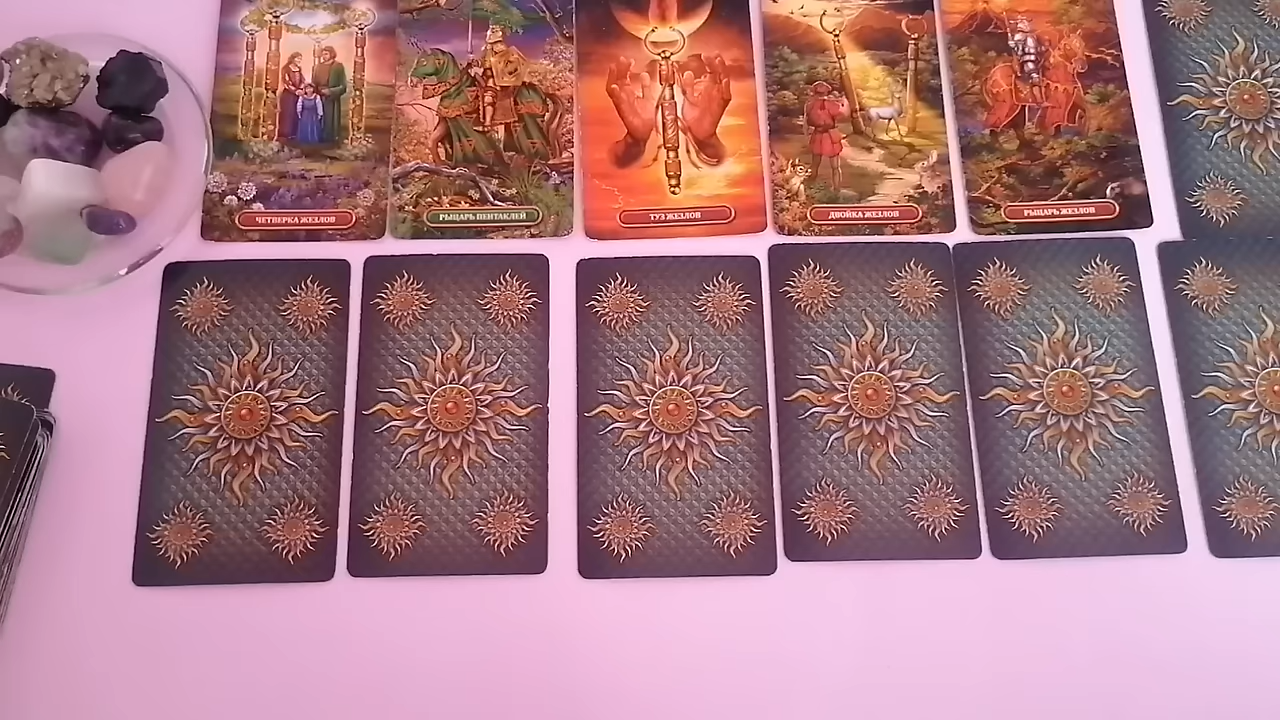 ЧЕТВЕРКА ЖЕЗЛОВ
РЫЦАРЬ ПЕНТАКЛЕЙ
ТУЗ ЖЕЗЛОВ
ДВОЙКА ЖЕЗЛОВ
РЫЦАРЬ ЖЕЗЛОВ